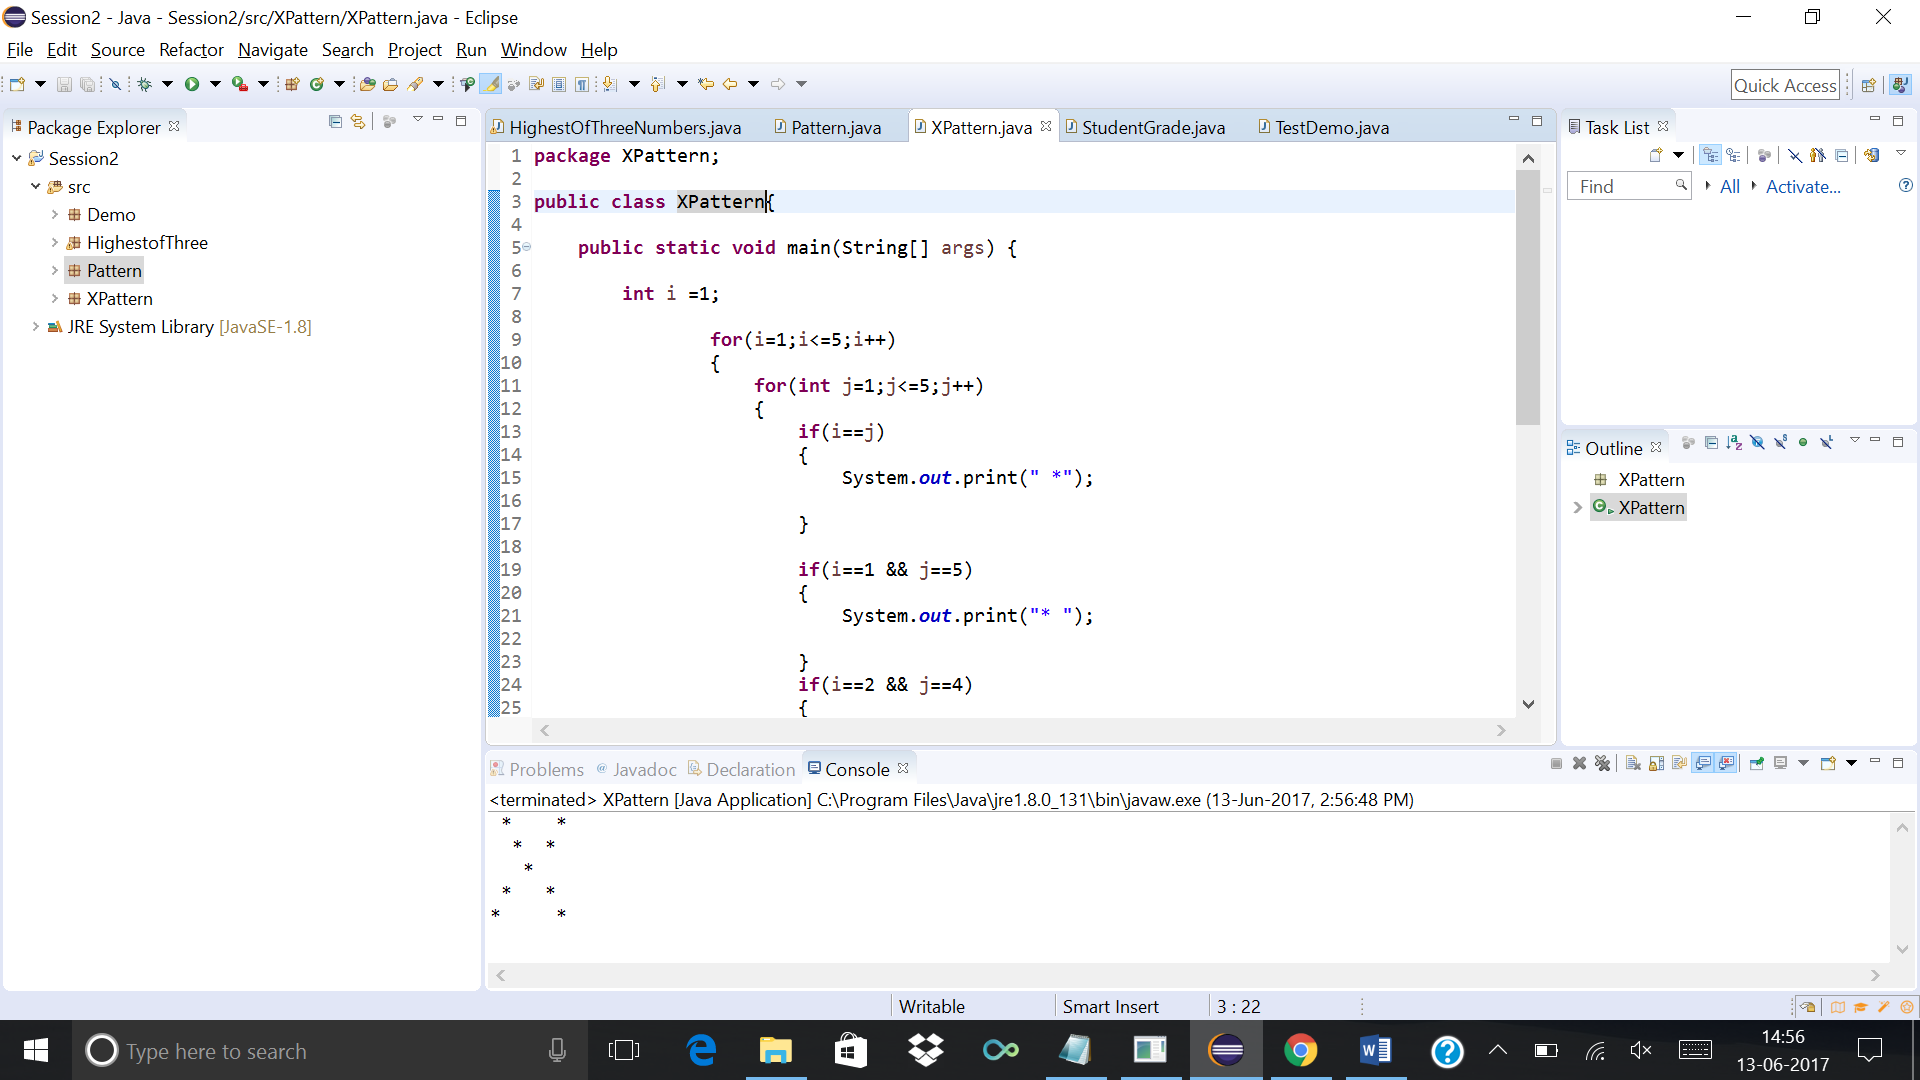 Session2 - Java - Session2/src/XPattern/XPattern.java - Eclipse
File Edit Source Refactor Navigate Search Project Run Window Help
Quick Access
Package Explorer
Session2
src
Demo
HighestofThree
Pattern
XPattern
JRE System Library [JavaSE-1.8]
HighestOfThreeNumbers.java Pattern.java XPattern.java StudentGrade.java TestDemo.java
1 package XPattern;
2
3 public class XPattern{
4
5 public static void main(String[] args) {
6
7 int i =1;
8
9 for(i=1;i<=5;i++)
10 {
11 for(int j=1;j<=5;j++)
12 {
13 if(i==j)
14 {
15 System.out.print(" *");
16
17 }
18
19 if(i==1 && j==5)
20 {
21 System.out.print("* ");
22
23 }
24 if(i==2 && j==4)
25 {
Task List
Find All Activate...
Outline
XPattern
XPattern
Problems @ Javadoc Declaration Console
<terminated> XPattern [Java Application] C:\Program Files\Java\jre1.8.0_131\bin\javaw.exe (13-Jun-2017, 2:56:48 PM)
* *
* *
*
* *
* *
Writable Smart Insert 3 : 22
Type here to search
14:56
13-06-2017